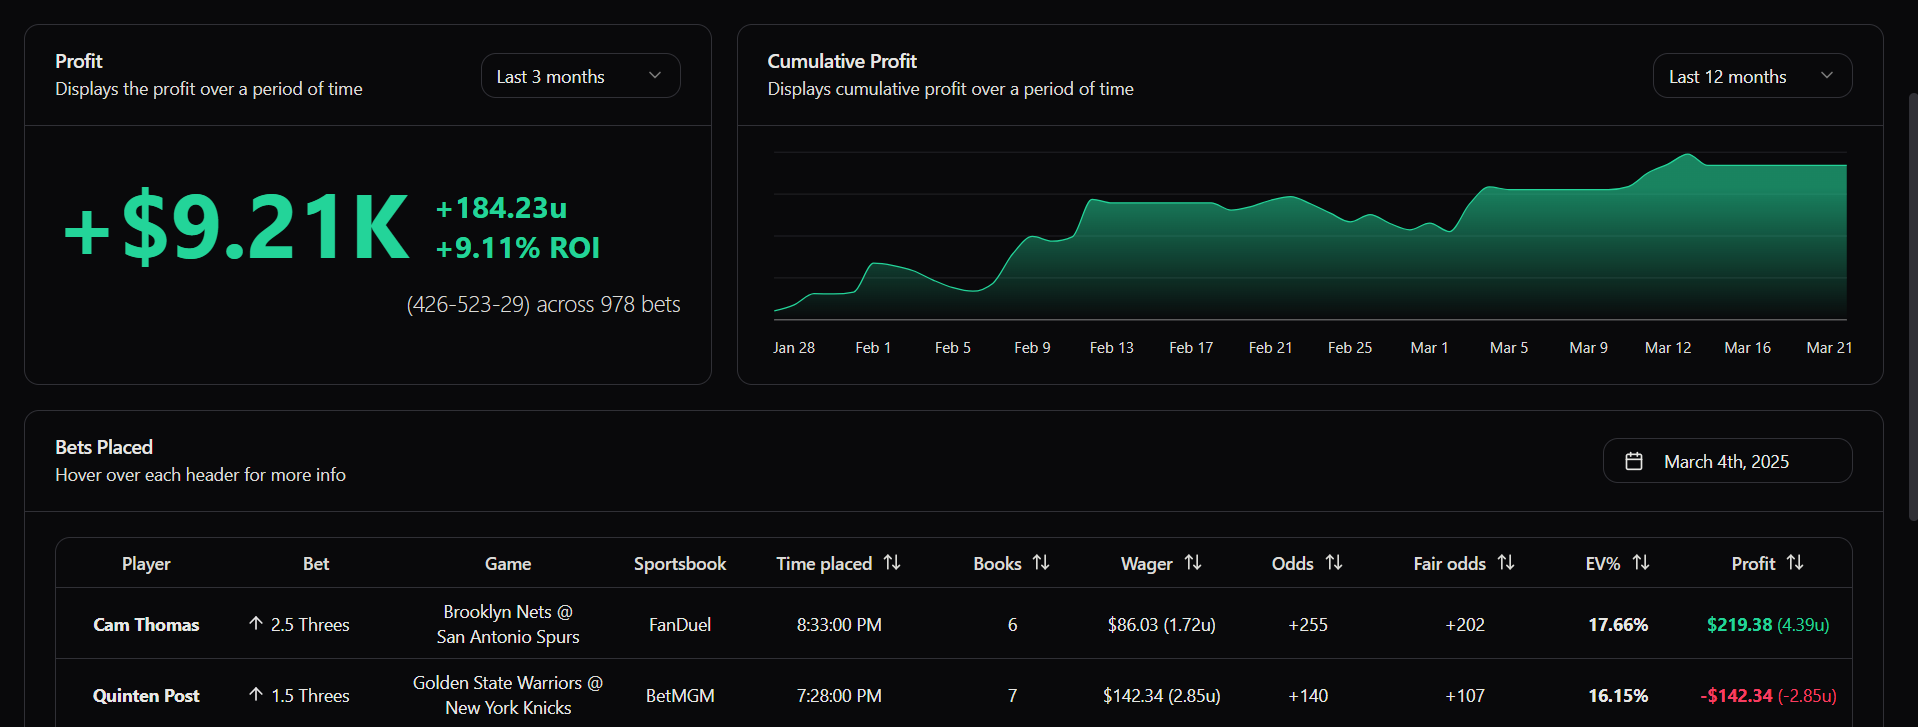 Profit
Displays the profit over a period of time
Last 3 months
+$9.21K
+184.23u
+9.11% ROI
(426-523-29) across 978 bets
Cumulative Profit
Displays cumulative profit over a period of time
Last 12 months
Jan 28 Feb 1 Feb 5 Feb 9 Feb 13 Feb 17 Feb 21 Feb 25 Mar 1 Mar 5 Mar 9 Mar 12 Mar 16 Mar 21
Bets Placed
Hover over each header for more info
March 4th, 2025
Player Bet Game Sportsbook Time placed Books Wager Odds Fair odds EV% Profit
Brooklyn Nets @
Cam Thomas ↑ 2.5 Threes San Antonio Spurs FanDuel 8:33:00 PM 6 $86.03 (1.72u) +255 +202 17.66% $219.38 (4.39u)
Golden State Warriors @
Quinten Post ↑ 1.5 Threes New York Knicks BetMGM 7:28:00 PM 7 $142.34 (2.85u) +140 +107 16.15% -$142.34 (-2.85u)